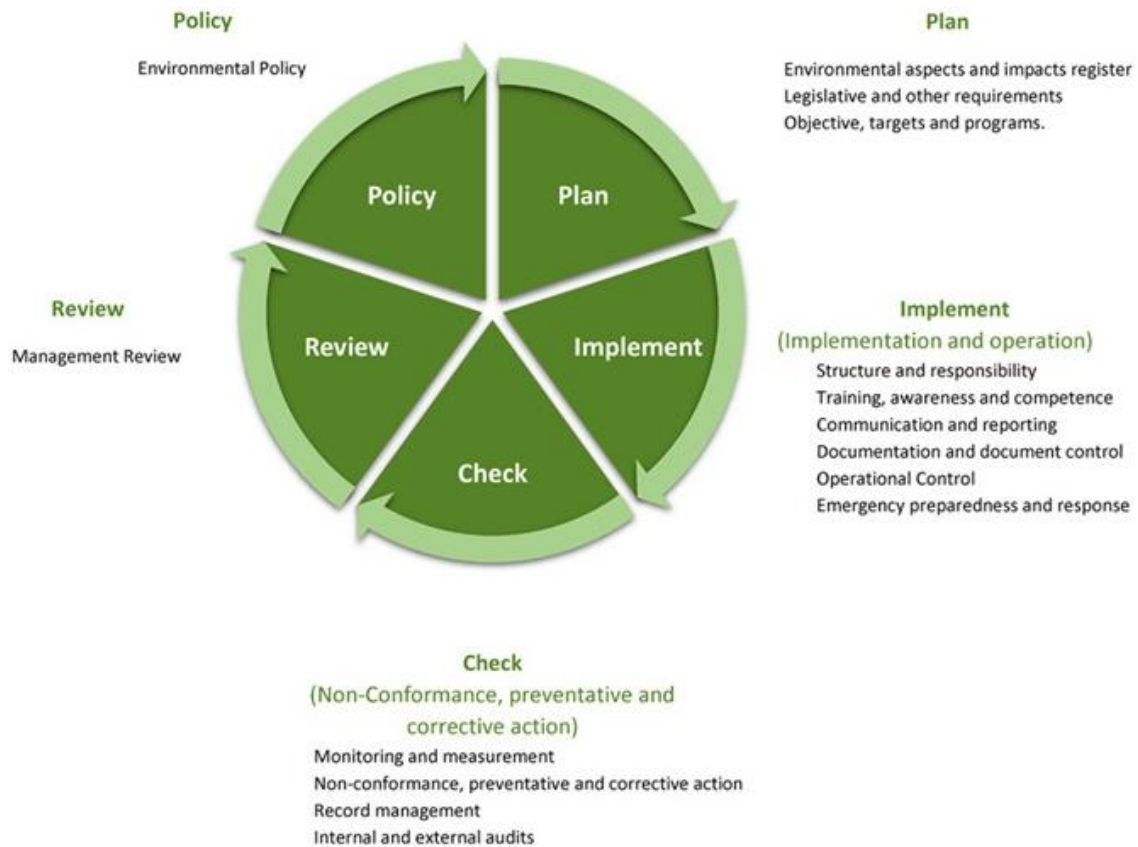 Policy
Environmental Policy
Plan
Environmental aspects and impacts register
Legislative and other requirements
Objective, targets and programs.
Policy
Plan
Review
Implement
Check
Review
Management Review
Implement
(Implementation and operation)
Structure and responsibility
Training, awareness and competence
Communication and reporting
Documentation and document control
Operational Control
Emergency preparedness and response
Check
(Non-Conformance, preventative and
corrective action)
Monitoring and measurement
Non-conformance, preventative and corrective action
Record management
Internal and external audits